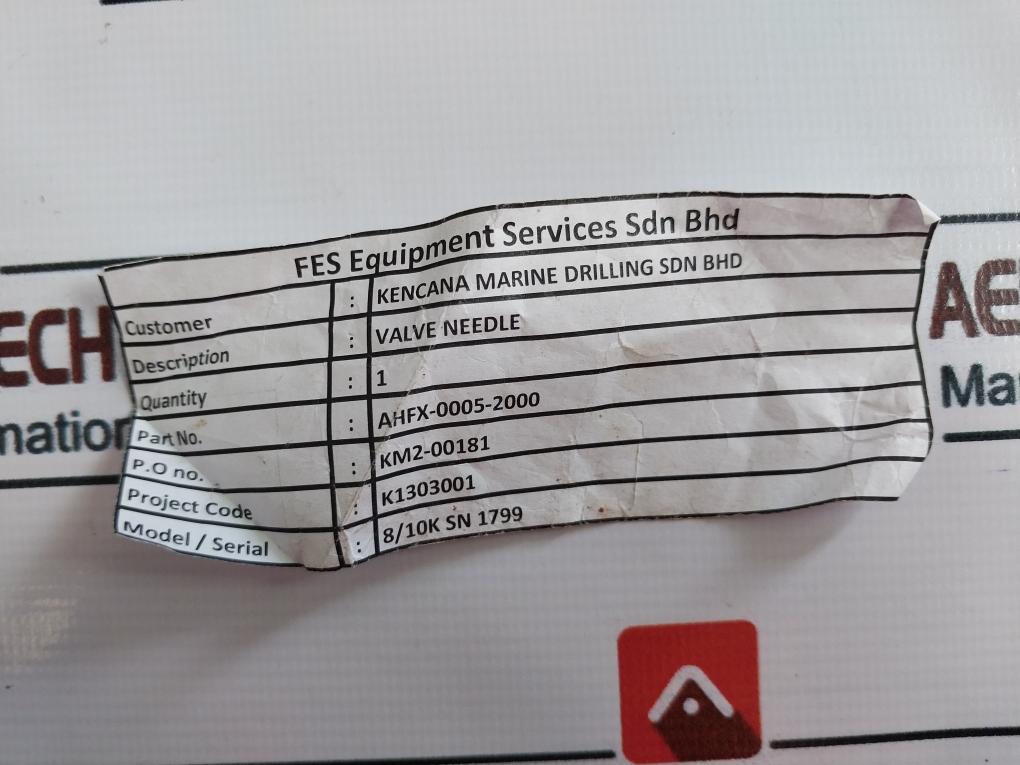 FES Equipment Services Sdn Bhd
Customer : KENCANA MARINE DRILLING SDN BHD
Description : VALVE NEEDLE
Quantity : 1
Part No. : AHFX-0005-2000
P.O no. : KM2-00181
Project Code : K1303001
Model / Serial : 8/10K SN 1799
ECH
mation
AE
Ma